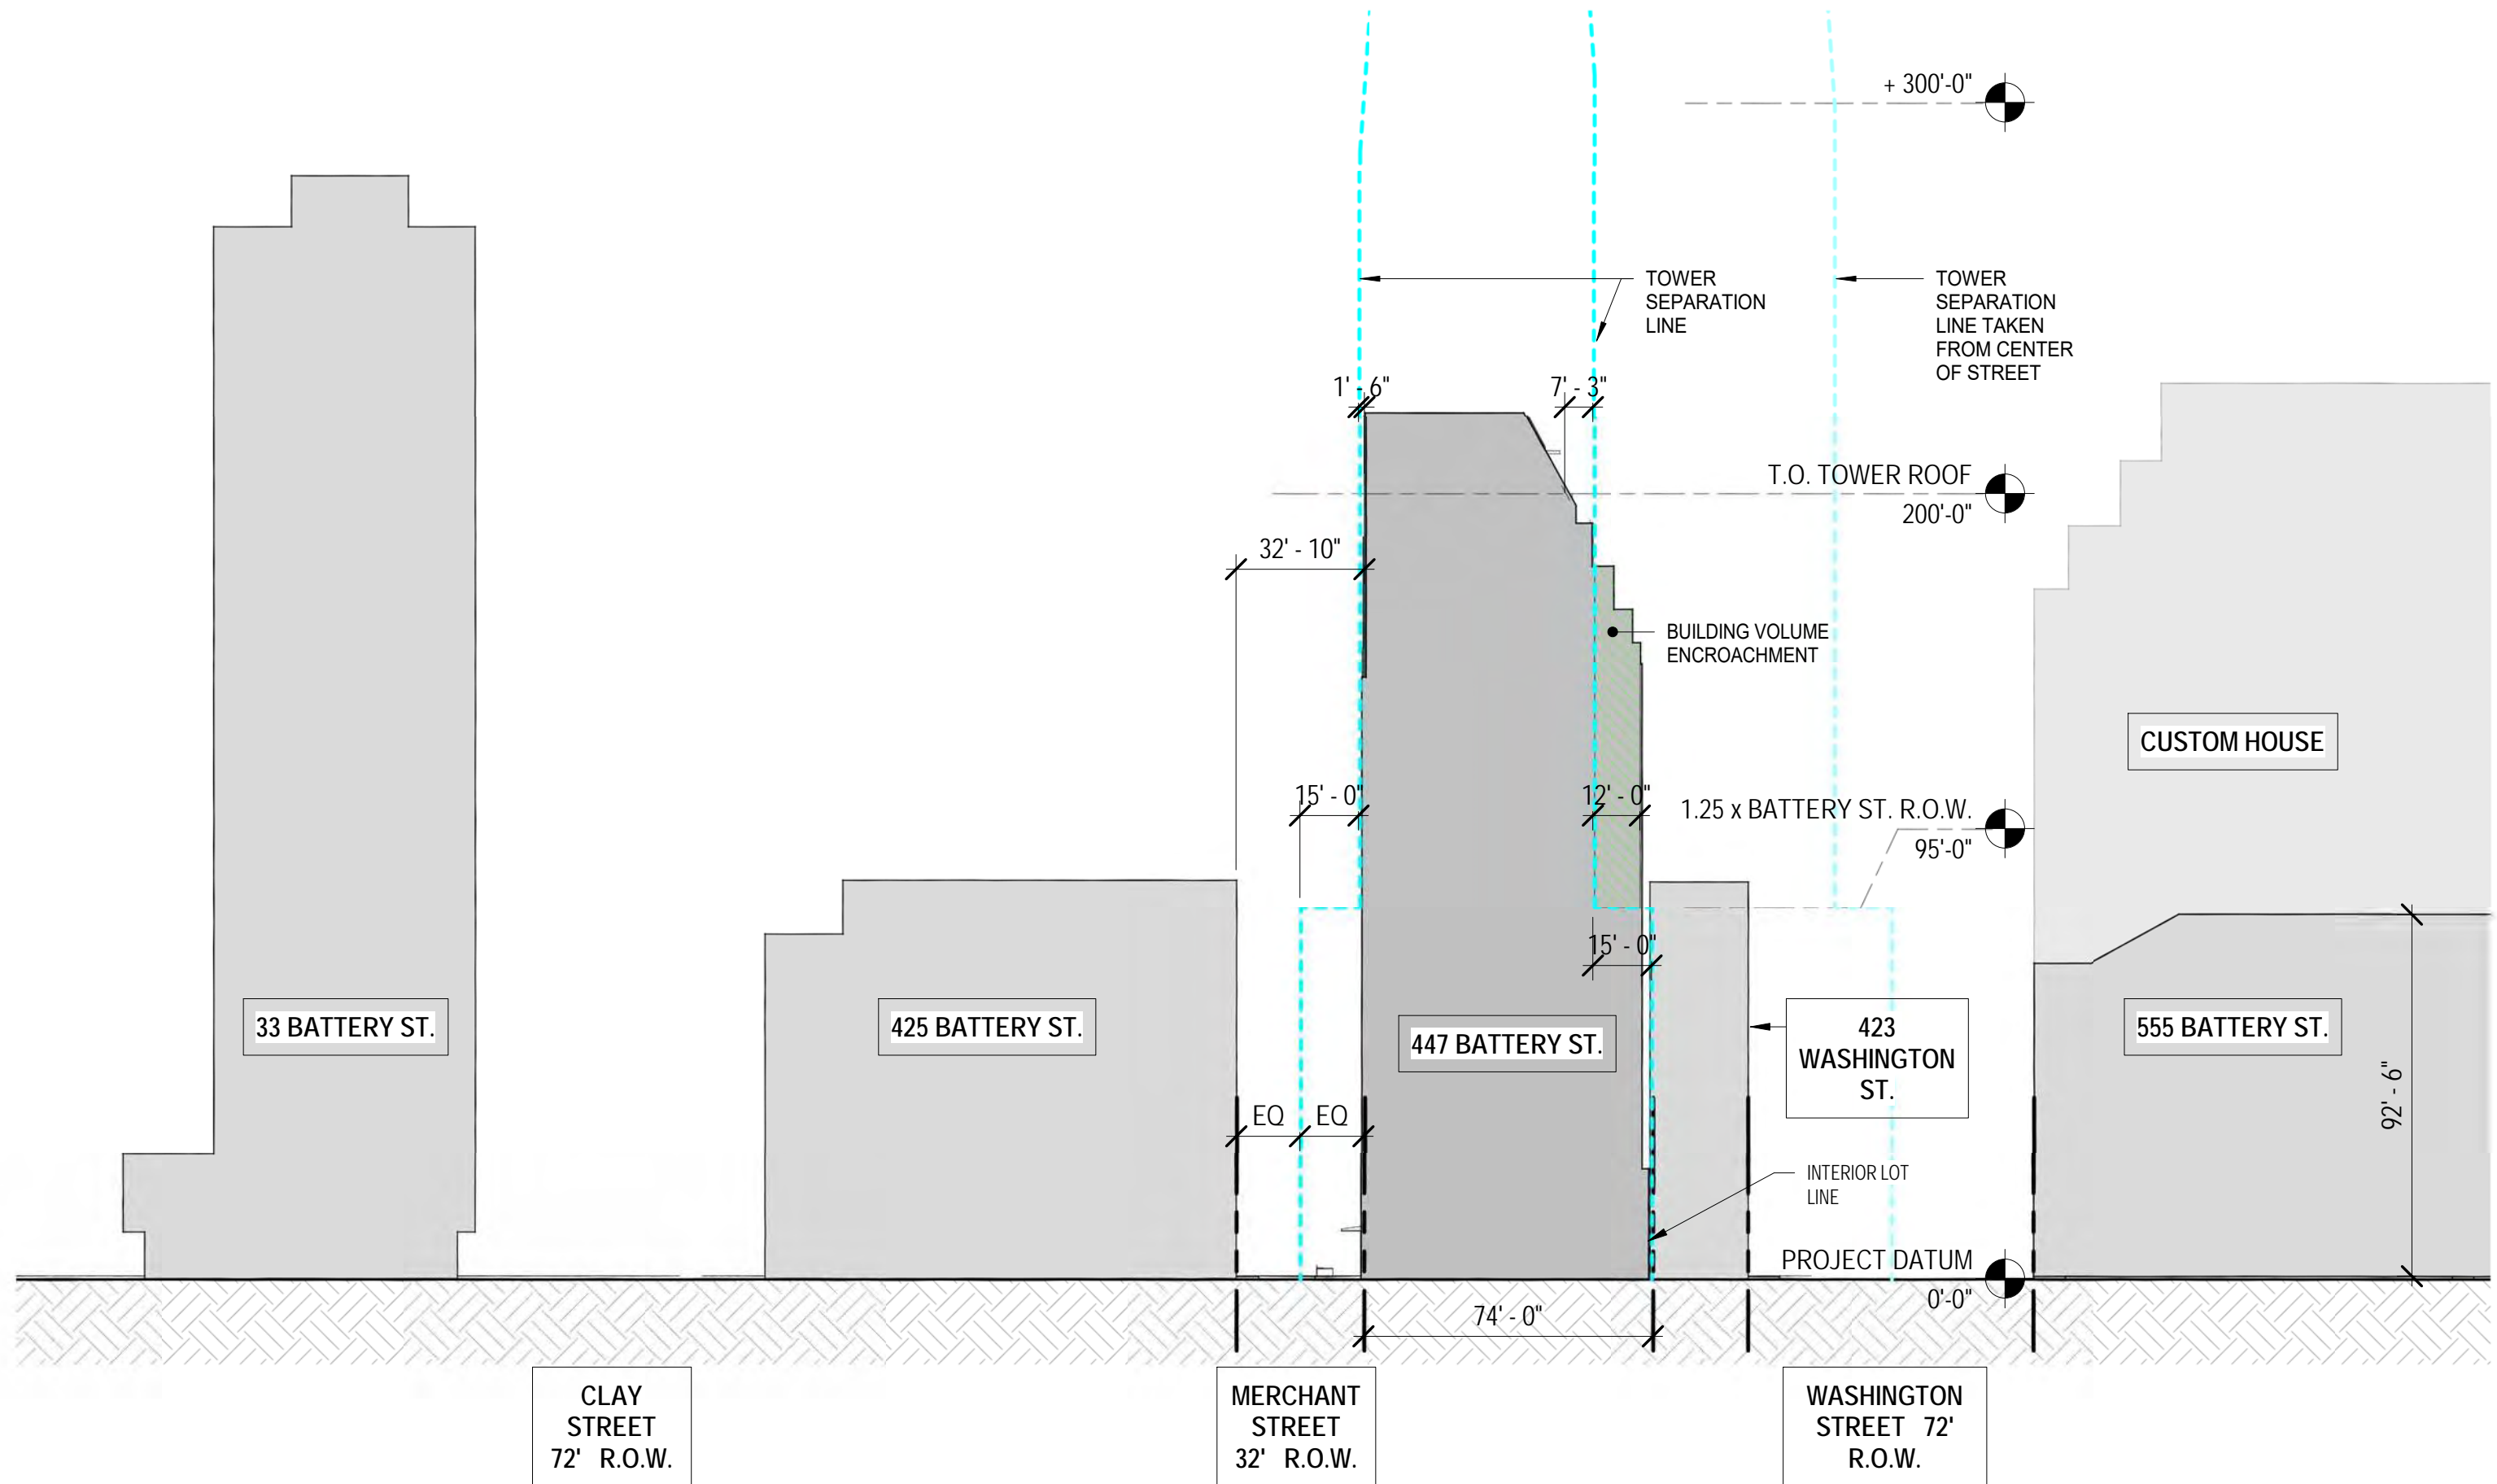 + 300'-0"
TOWER
SEPARATION
LINE
TOWER
SEPARATION
LINE TAKEN
FROM CENTER
OF STREET
1' - 6"
7' - 3"
T.O. TOWER ROOF
200'-0"
32' - 10"
BUILDING VOLUME
ENCROACHMENT
CUSTOM HOUSE
15' - 0"
12' - 0"
1.25 x BATTERY ST. R.O.W.
95'-0"
15' - 0"
33 BATTERY ST.
425 BATTERY ST.
447 BATTERY ST.
423
WASHINGTON
ST.
555 BATTERY ST.
92' - 6"
EQ
EQ
INTERIOR LOT
LINE
PROJECT DATUM
0'-0"
74' - 0"
CLAY
STREET
72' R.O.W.
MERCHANT
STREET
32' R.O.W.
WASHINGTON
STREET 72'
R.O.W.